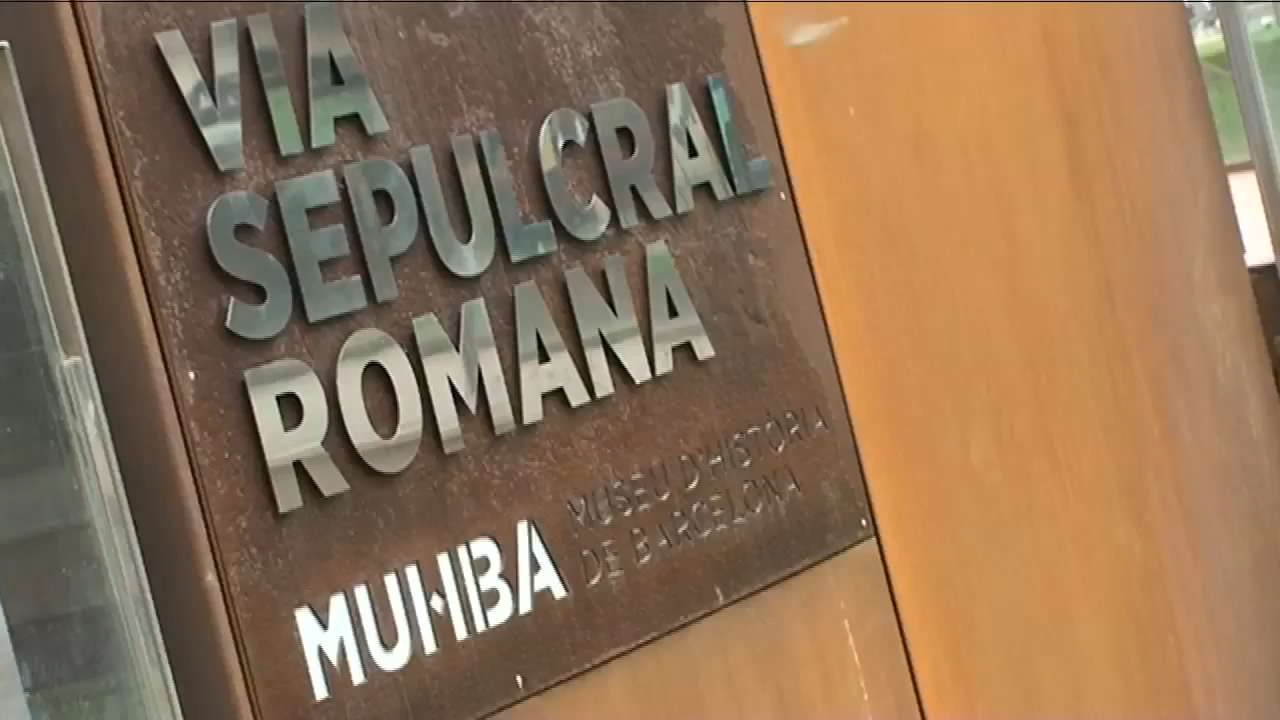 VIA
SEPULCRAL
ROMANA
MUHBA
MUSEU D'HISTÒRIA
DE BARCELONA